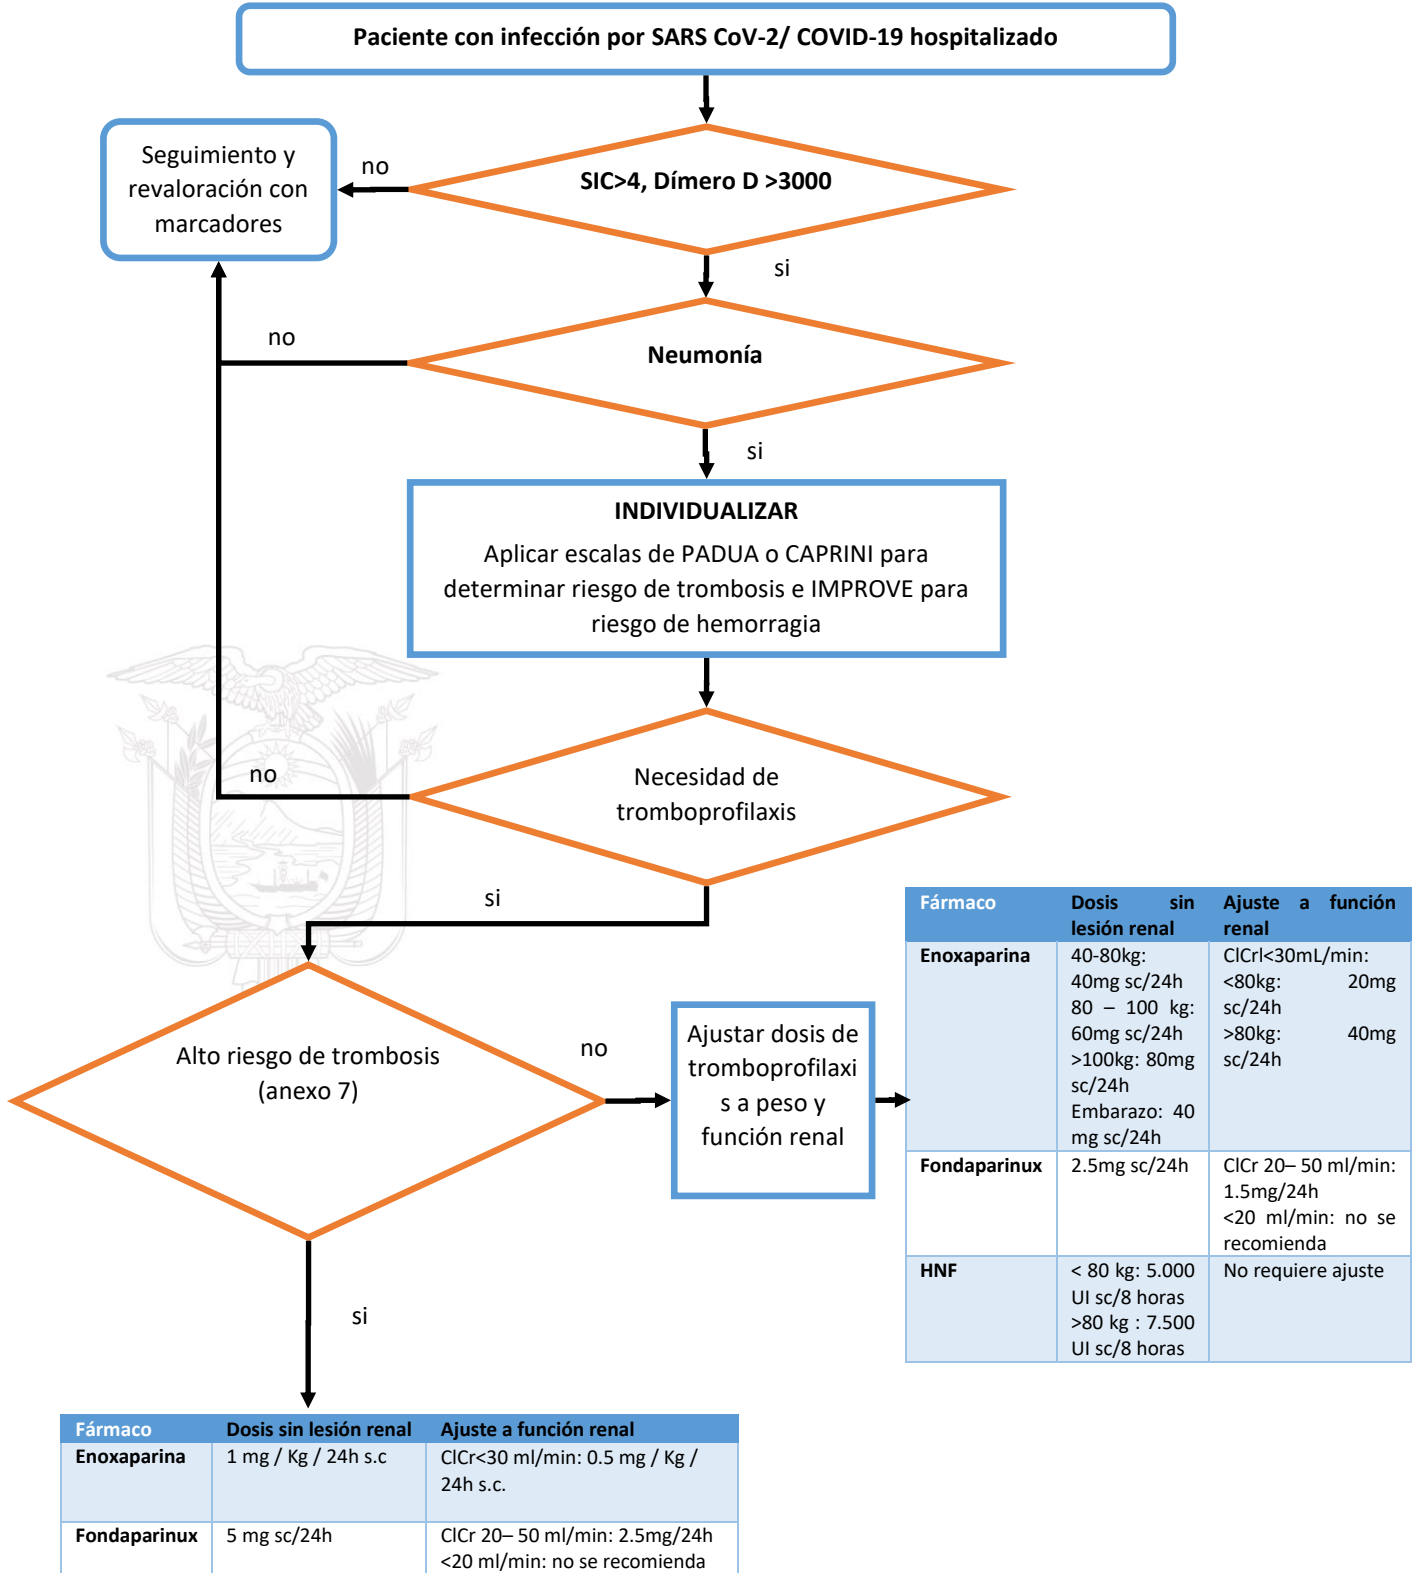 Paciente con infección por SARS CoV-2/ COVID-19 hospitalizado
Seguimiento y
revaloración con
marcadores
no
SIC>4, Dímero D >3000
si
no
Neumonía
si
INDIVIDUALIZAR
Aplicar escalas de PADUA o CAPRINI para
determinar riesgo de trombosis e IMPROVE para
riesgo de hemorragia
no
Necesidad de
tromboprofilaxis
si
Alto riesgo de trombosis
(anexo 7)
no
Ajustar dosis de
tromboprofilaxi
s a peso y
función renal
Fármaco Dosis sin Ajuste a función
lesión renal renal
Enoxaparina 40-80kg: ClCrl<30mL/min:
40mg sc/24h <80kg: 20mg
80 – 100 kg: sc/24h
60mg sc/24h >80kg: 40mg
>100kg: 80mg sc/24h
sc/24h
Embarazo: 40
mg sc/24h
Fondaparinux 2.5mg sc/24h ClCr 20– 50 ml/min:
1.5mg/24h
<20 ml/min: no se
recomienda
HNF < 80 kg: 5.000 No requiere ajuste
UI sc/8 horas
>80 kg : 7.500
UI sc/8 horas
si
Fármaco Dosis sin lesión renal Ajuste a función renal
Enoxaparina 1 mg / Kg / 24h s.c ClCr<30 ml/min: 0.5 mg / Kg /
24h s.c.
Fondaparinux 5 mg sc/24h ClCr 20– 50 ml/min: 2.5mg/24h
<20 ml/min: no se recomienda